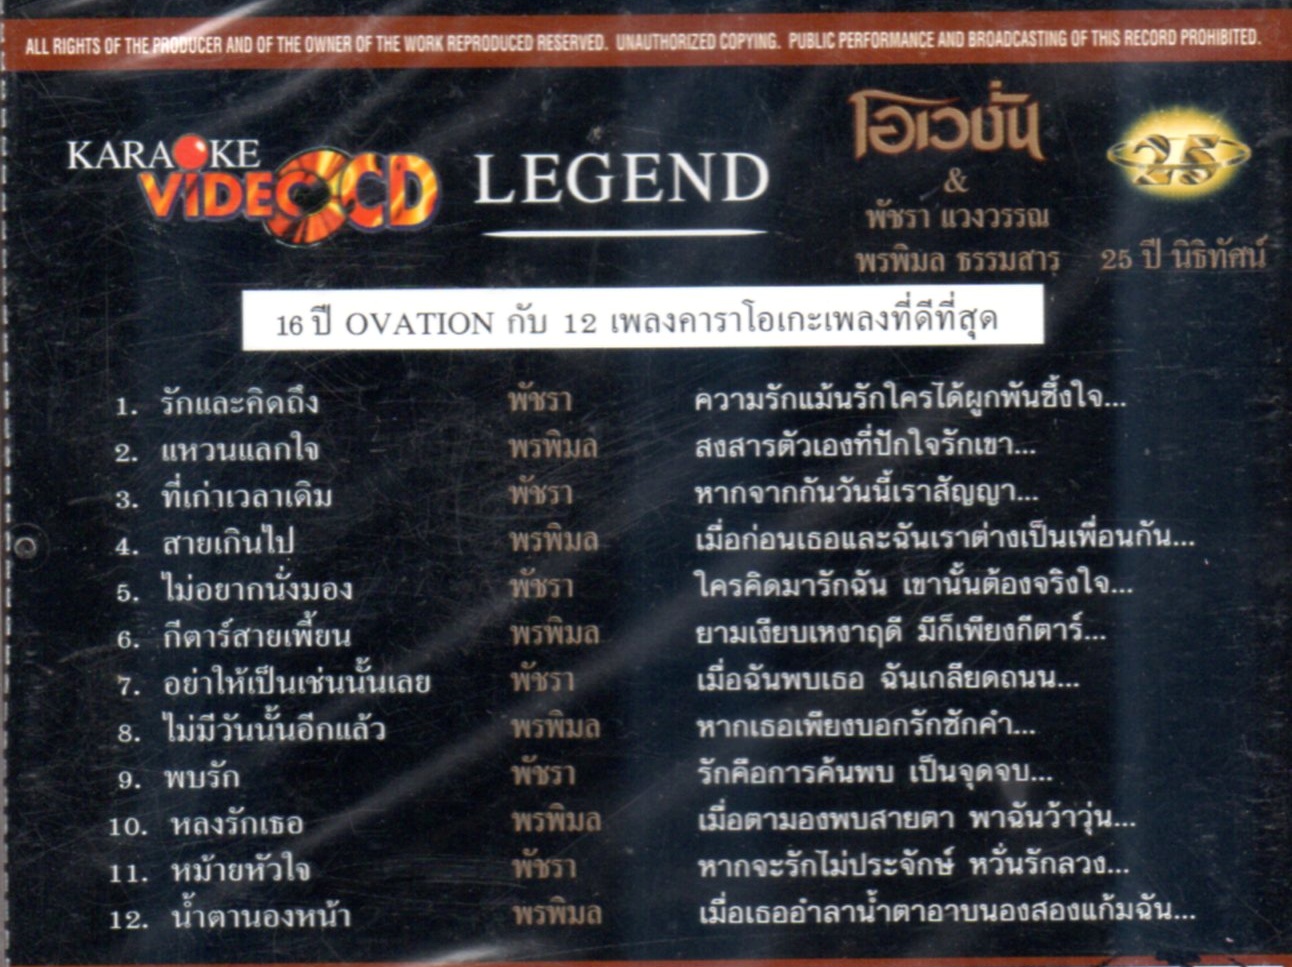 ALL RIGHTS OF THE PRODUCER AND OF THE OWNER OF THE WORK REPRODUCED RESERVED. UNAUTHORIZED COPYING. PUBLIC PERFORMANCE AND BROADCASTING OF THIS RECORD PROHIBITED.
KARAOKE
VIDEO CD
LEGEND
โอเวชั่น
&
พัชรา แวงวรรณ
พรพิมล ธรรมสาร
25
25 ปี นิธิทัศน์
16 ปี OVATION กับ 12 เพลงคาราโอเกะเพลงที่ดีที่สุด
1. รักและคิดถึง พัชรา ความรักแม้นรักใครได้ผูกพันซึ้งใจ...
2. แหวนแลกใจ พรพิมล สงสารตัวเองที่ปักใจรักเขา...
3. ที่เก่าเวลาเดิม พัชรา หากจากกันวันนี้เราสัญญา...
4. สายเกินไป พรพิมล เมื่อก่อนเธอและฉันเราต่างเป็นเพื่อนกัน...
5. ไม่อยากนั่งมอง พัชรา ใครคิดมารักฉัน เขานั้นต้องจริงใจ...
6. กีตาร์สายเพี้ยน พรพิมล ยามเงียบเหงาฤดี มีก็เพียงกีตาร์...
7. อย่าให้เป็นเช่นนั้นเลย พัชรา เมื่อฉันพบเธอ ฉันเกลียดถนน...
8. ไม่มีวันนั้นอีกแล้ว พรพิมล หากเธอเพียงบอกรักซักคำ...
9. พบรัก พัชรา รักคือการค้นพบ เป็นจุดจบ...
10. หลงรักเธอ พรพิมล เมื่อตามองพบสายตา พาฉันว้าวุ่น...
11. หม้ายหัวใจ พัชรา หากจะรักไม่ประจักษ์ หวั่นรักลวง...
12. น้ำตานองหน้า พรพิมล เมื่อเธออำลาน้ำตาอาบนองสองแก้มฉัน...